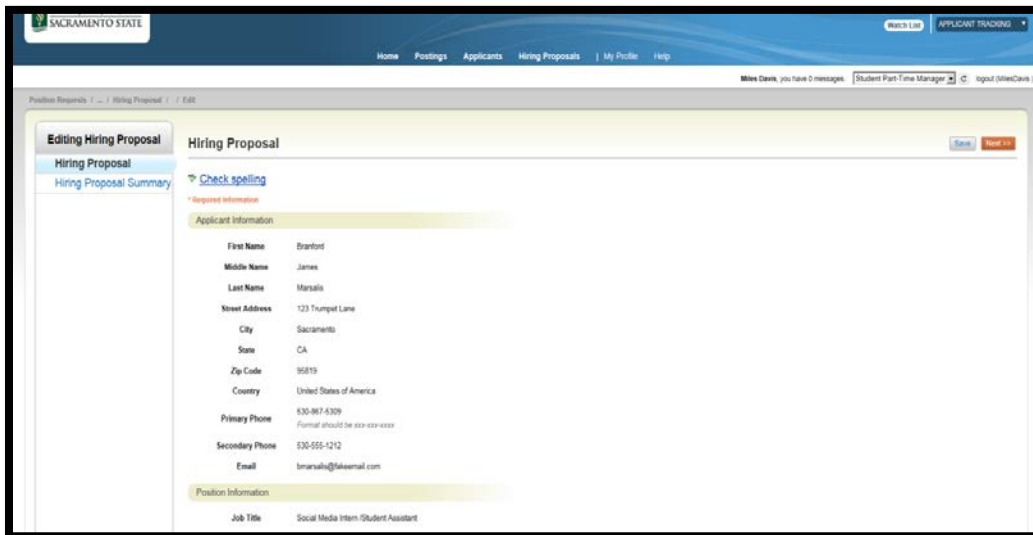 SACRAMENTO STATE
Watch List
APPLICANT TRACKING
Home Postings Applicants Hiring Proposals | My Profile Help
Miles Davis, you have 0 messages. Student Part-Time Manager logout (MilesDavis
Position Requests / ... / Hiring Proposal / / Edit
Editing Hiring Proposal
Hiring Proposal
Hiring Proposal Summary
Hiring Proposal
Save Next >>
Check spelling
* Required Information
Applicant Information
First Name Branford
Middle Name James
Last Name Marsalis
Street Address 123 Trumpet Lane
City Sacramento
State CA
Zip Code 95819
Country United States of America
Primary Phone 530-867-5309
Format should be xxx-xxx-xxxx
Secondary Phone 530-555-1212
Email bmarsalis@fakeemail.com
Position Information
Job Title Social Media Intern /Student Assistant